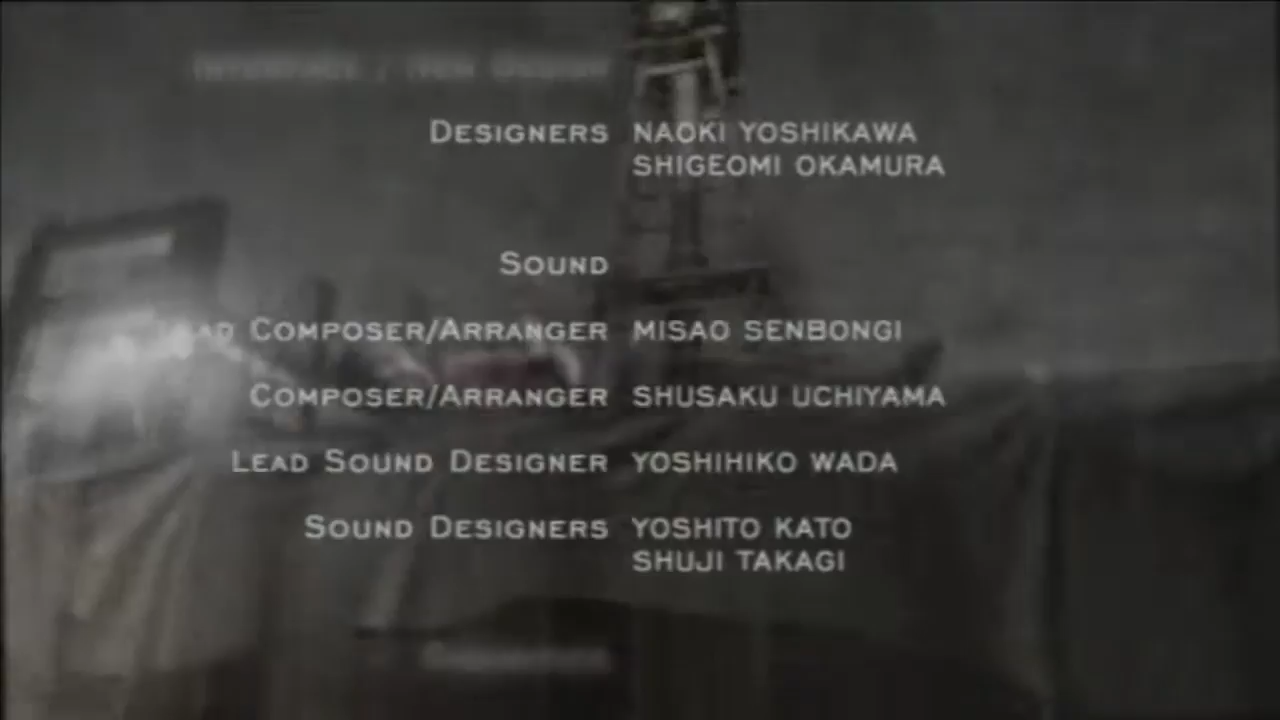 DESIGNERS NAOKI YOSHIKAWA
SHIGEOMI OKAMURA
SOUND
LEAD COMPOSER/ARRANGER MISAO SENBONGI
COMPOSER/ARRANGER SHUSAKU UCHIYAMA
LEAD SOUND DESIGNER YOSHIHIKO WADA
SOUND DESIGNERS YOSHITO KATO
SHUJI TAKAGI